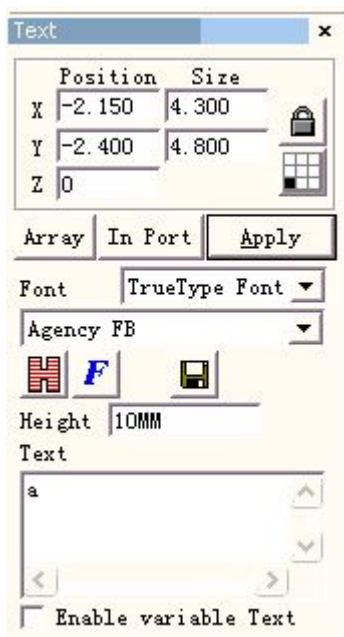 Text
Position Size
X -2.150 4.300
Y -2.400 4.800
Z 0
Array In Port Apply
Font TrueType Font
Agency FB
F
Height 10MM
Text
a
Enable variable Text